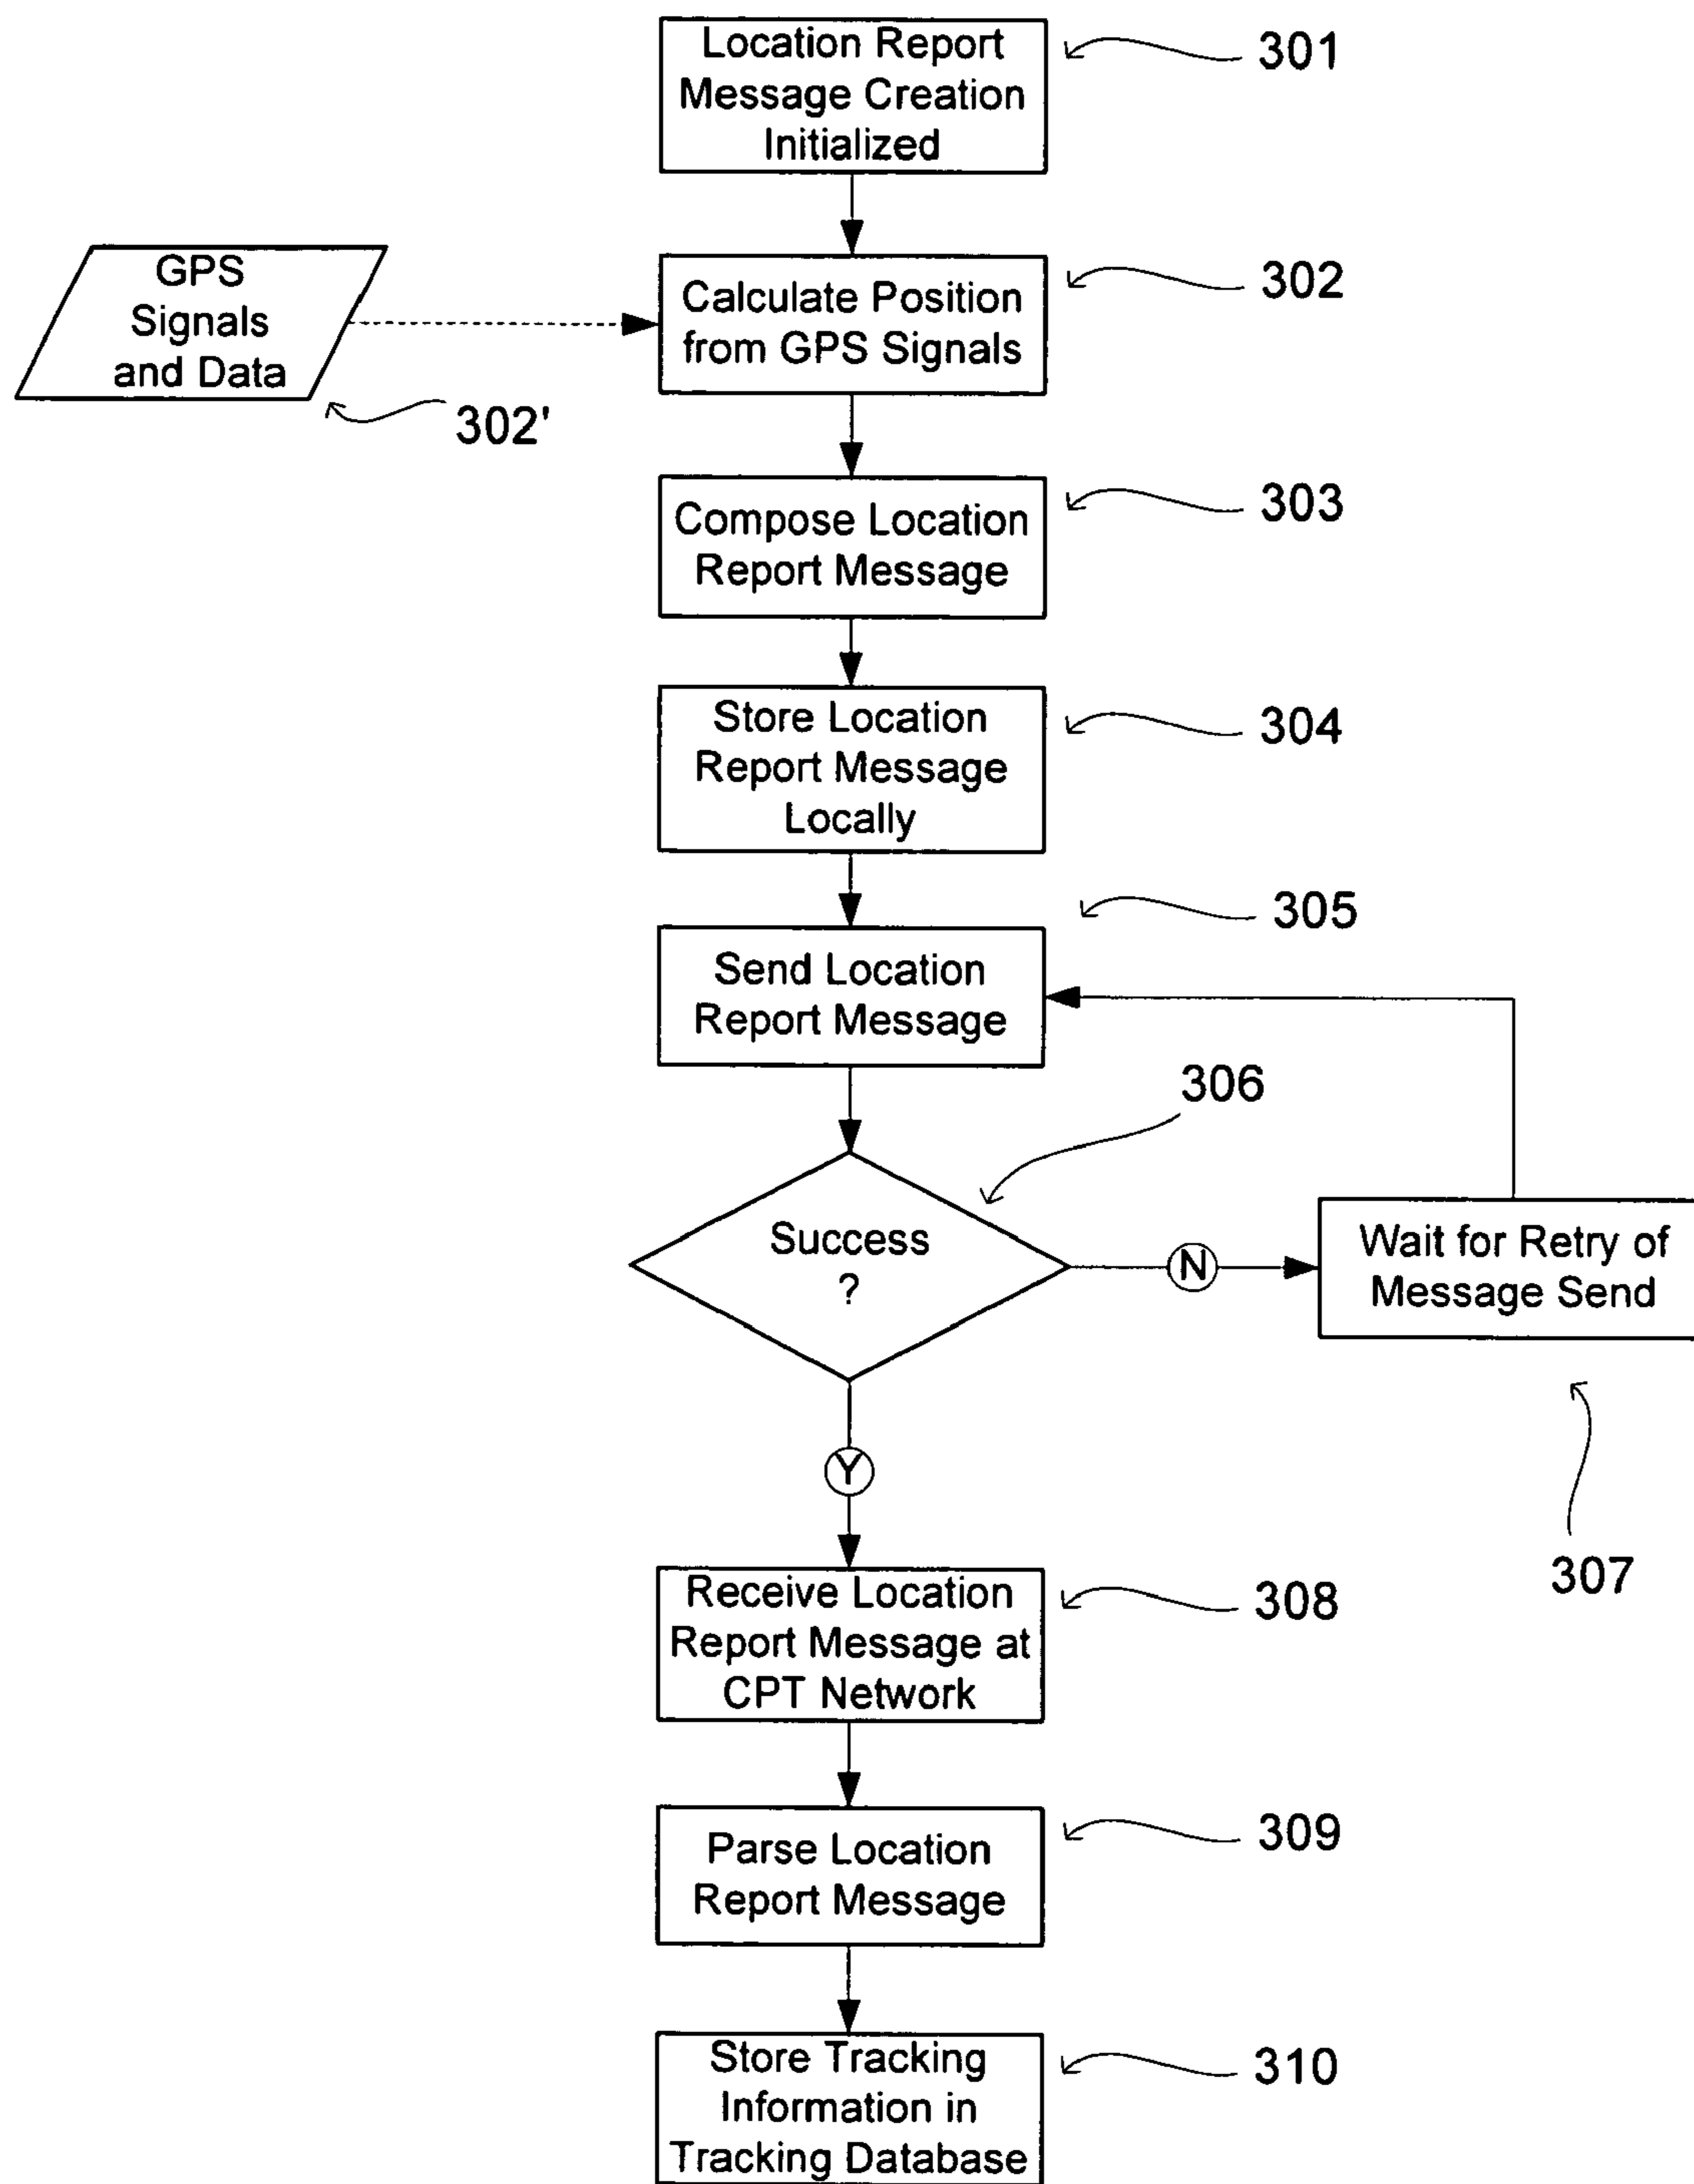 Location Report
Message Creation
Initialized
301
GPS
Signals
and Data
302'
Calculate Position
from GPS Signals
302
Compose Location
Report Message
303
Store Location
Report Message
Locally
304
Send Location
Report Message
305
Success
?
306
N
Wait for Retry of
Message Send
307
Y
Receive Location
Report Message at
CPT Network
308
Parse Location
Report Message
309
Store Tracking
Information in
Tracking Database
310